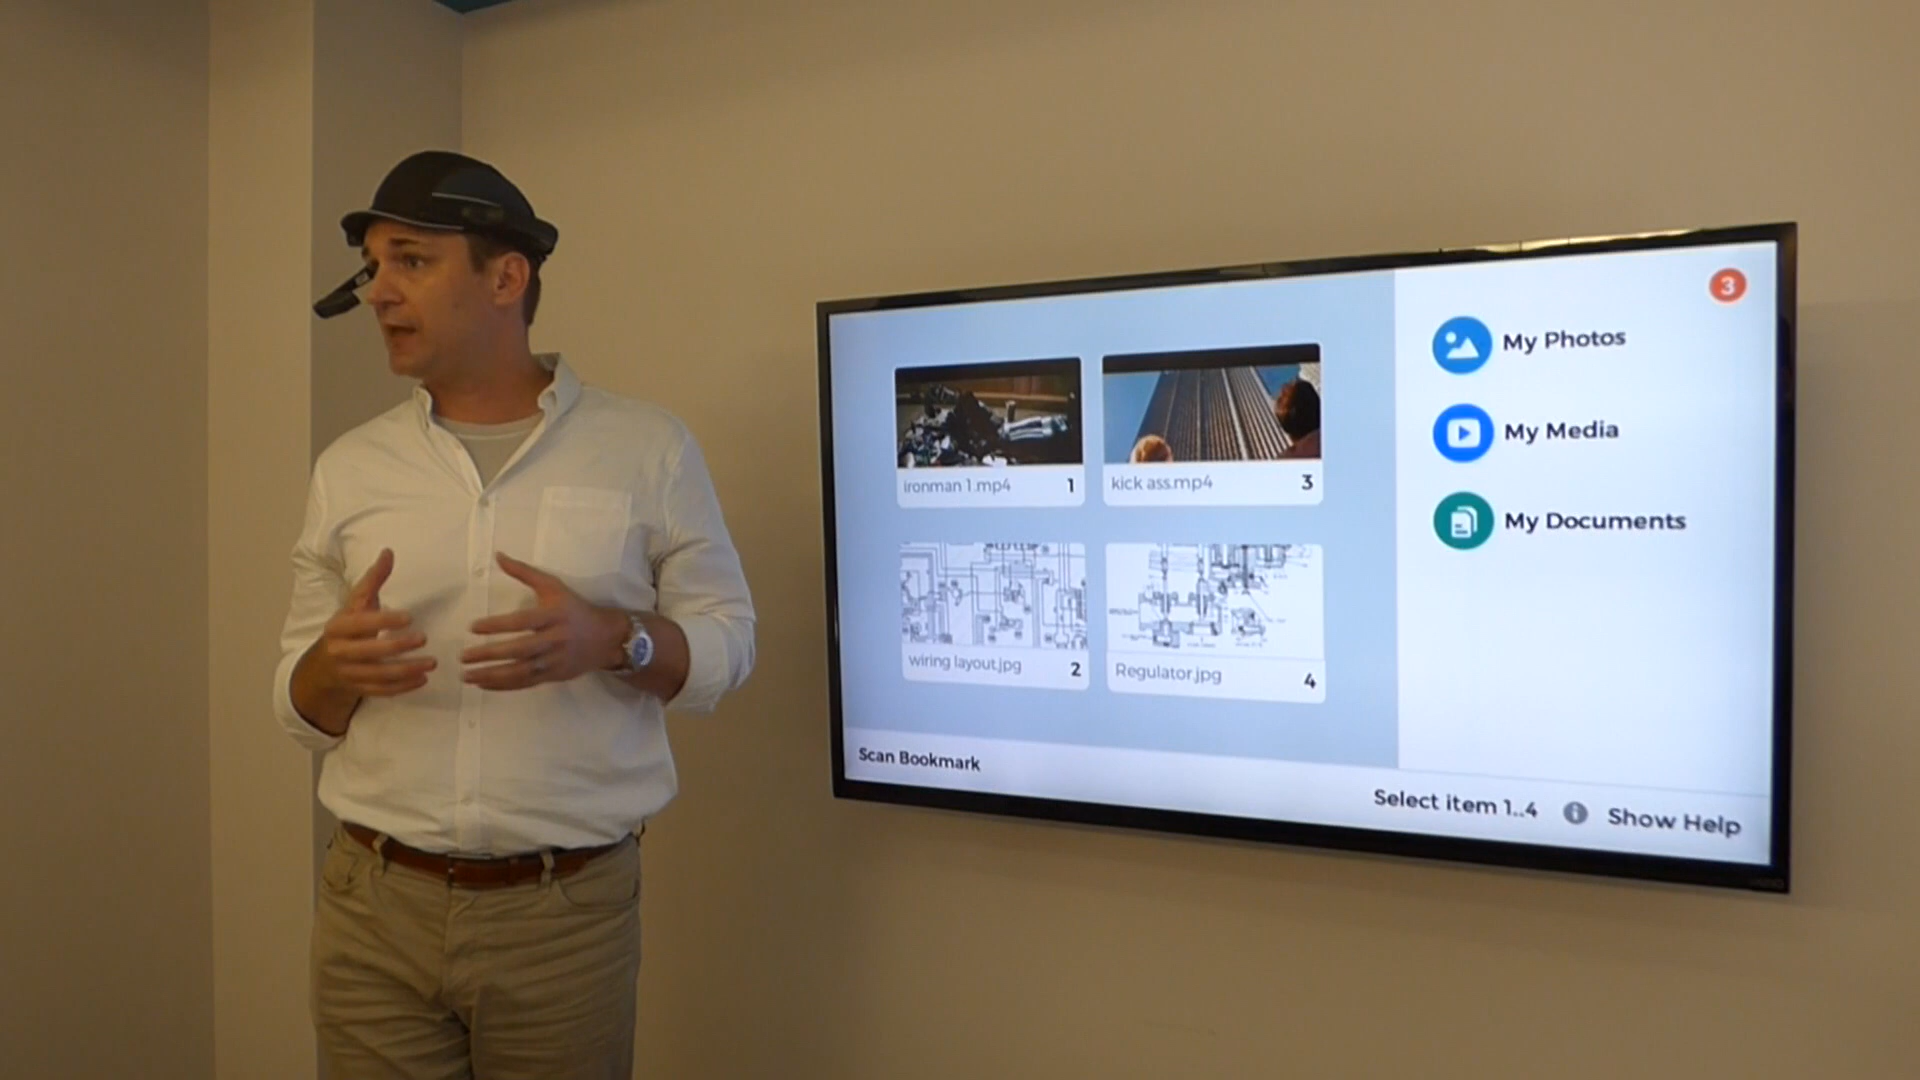 3
My Photos
My Media
My Documents
ironman 1.mp4 1
kick ass.mp4 3
wiring layout.jpg 2
Regulator.jpg 4
Scan Bookmark
Select item 1..4
Show Help